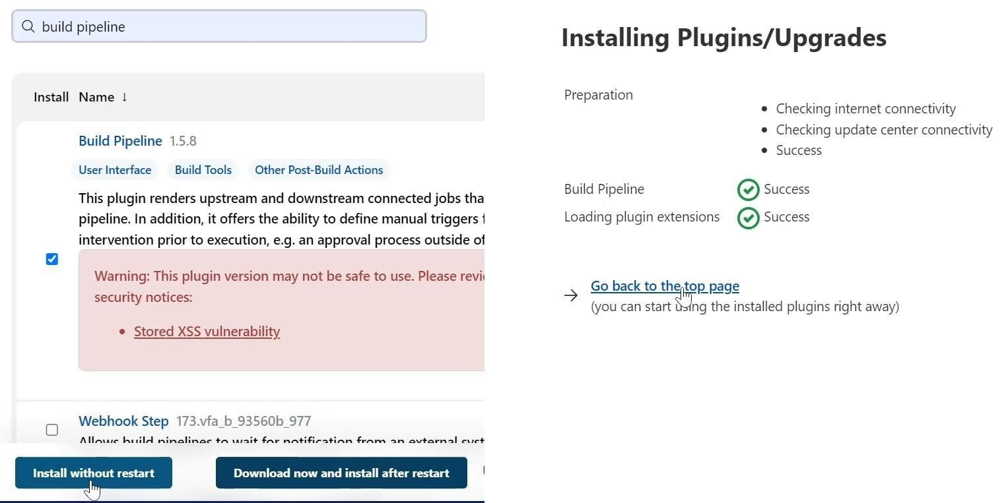 build pipeline
Install Name ↓
Build Pipeline 1.5.8
User Interface Build Tools Other Post-Build Actions
This plugin renders upstream and downstream connected jobs tha
pipeline. In addition, it offers the ability to define manual triggers
intervention prior to execution, e.g. an approval process outside of
Warning: This plugin version may not be safe to use. Please revi
security notices:
• Stored XSS vulnerability
Webhook Step 173.vfa_b_93560b_977
Allows build pipelines to wait for notification from an external syst
Install without restart Download now and install after restart
Installing Plugins/Upgrades
Preparation
• Checking internet connectivity
• Checking update center connectivity
• Success
Build Pipeline Success
Loading plugin extensions Success
→ Go back to the top page
(you can start using the installed plugins right away)